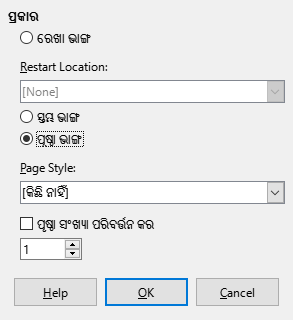 ପ୍ରକାର
ରେଖା ଭାଙ୍ଗ
Restart Location:
[None]
ସ୍ତମ୍ଭ ଭାଙ୍ଗ
ପୃଷ୍ଠା ଭାଙ୍ଗ
Page Style:
[କିଛି ନାହିଁ]
ପୃଷ୍ଠା ସଂଖ୍ୟା ପରିବର୍ତ୍ତନ କର
1
Help OK Cancel